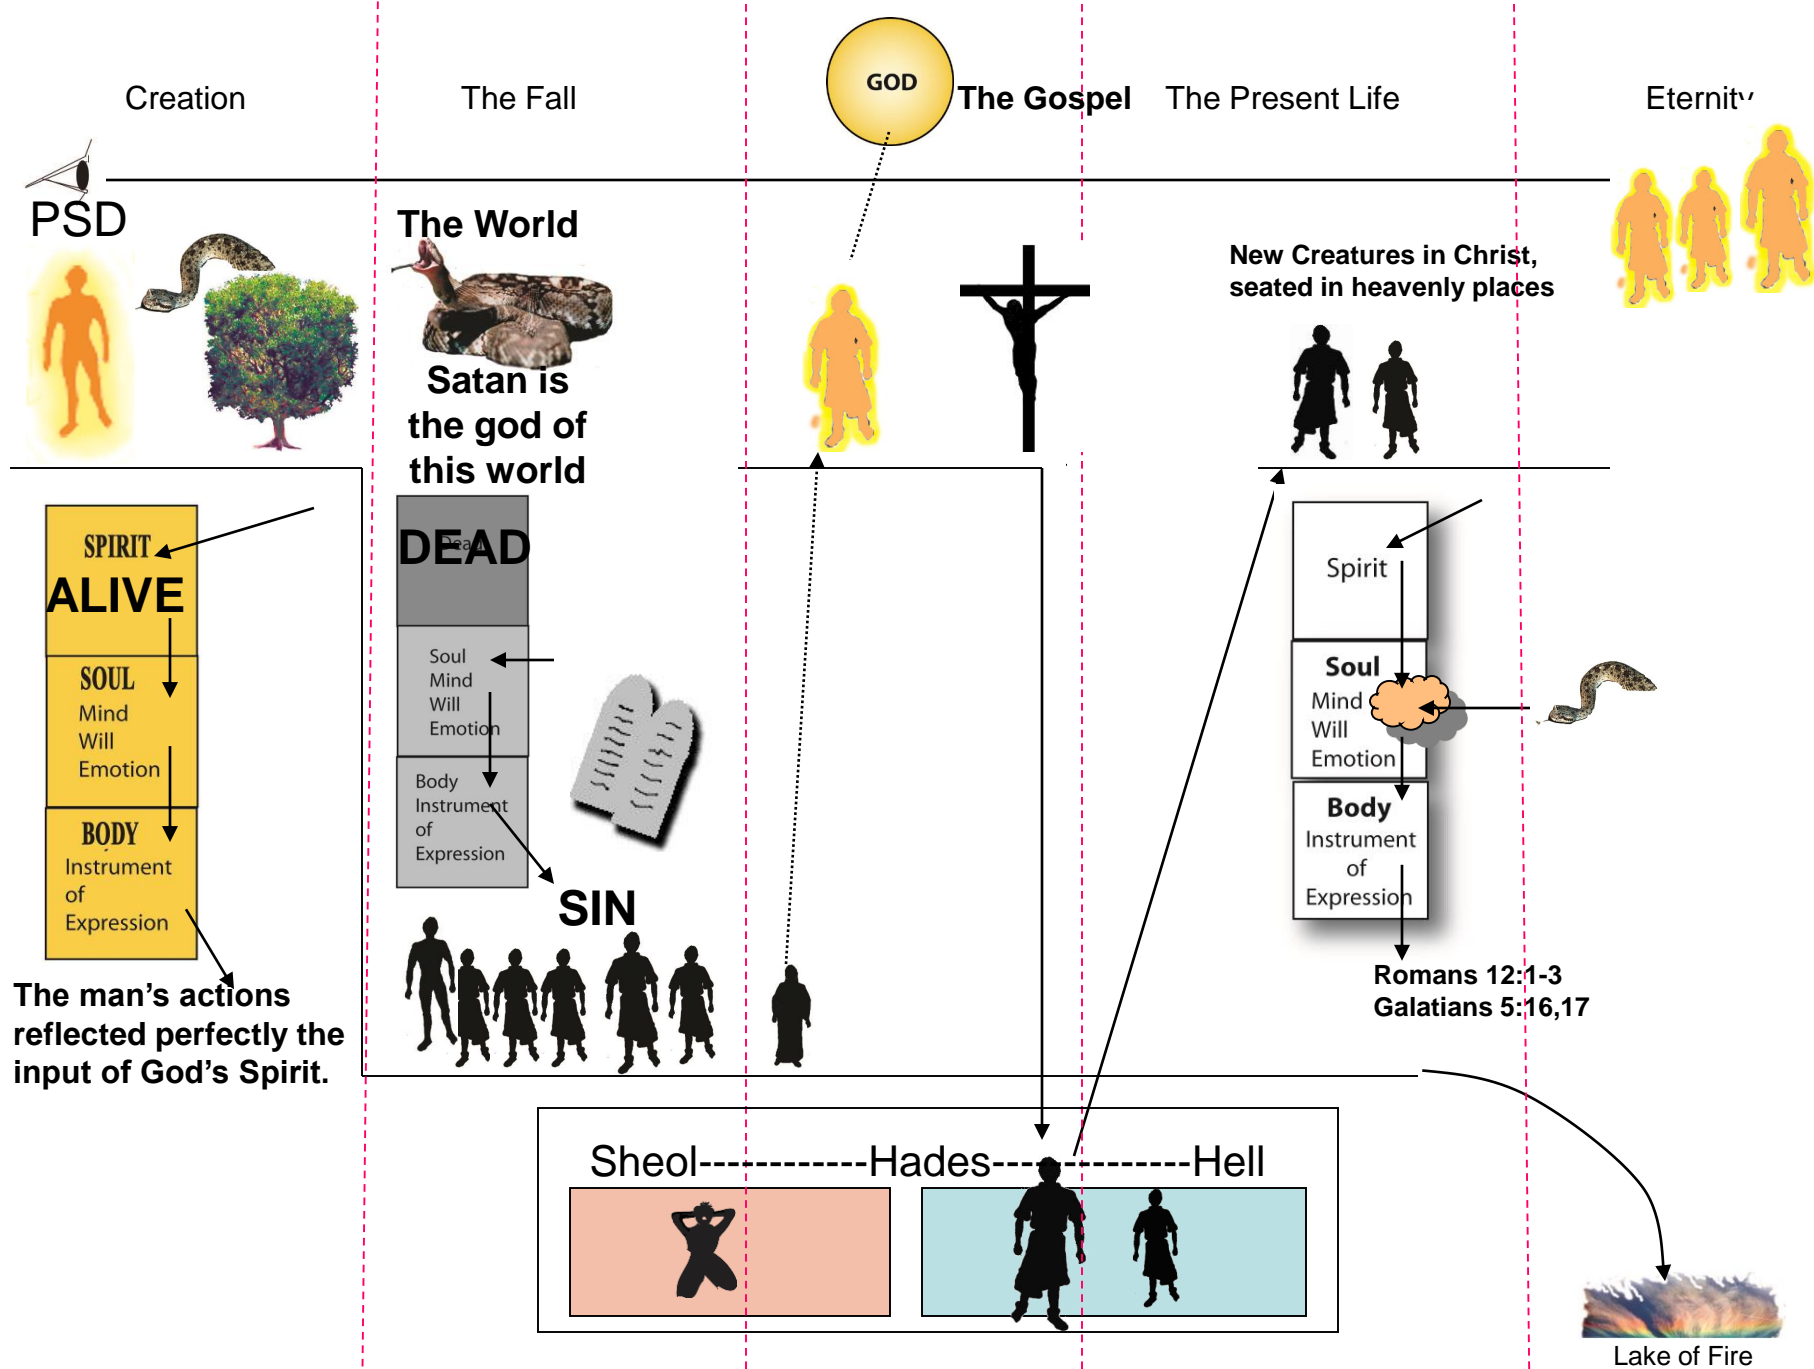 Creation
The Fall
GOD
The Gospel
The Present Life
Eternity
PSD
The World
Satan is
the god of
this world
New Creatures in Christ,
seated in heavenly places
SPIRIT
ALIVE
SOUL
Mind
Will
Emotion
BODY
Instrument
of
Expression
The man's actions
reflected perfectly the
input of God's Spirit.
Dead
DEAD
Soul
Mind
Will
Emotion
Body
Instrument
of
Expression
SIN
Spirit
Soul
Mind
Will
Emotion
Body
Instrument
of
Expression
Romans 12:1-3
Galatians 5:16,17
Sheol------------Hades--------------Hell
Lake of Fire